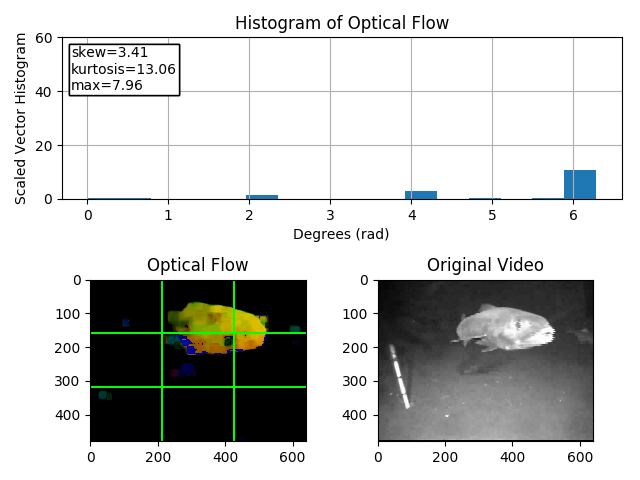 Histogram of Optical Flow
skew=3.41
kurtosis=13.06
max=7.96
Scaled Vector Histogram
60
40
20
0
0 1 2 3 4 5 6
Degrees (rad)
Optical Flow
0
100
200
300
400
0 200 400 600
Original Video
0
100
200
300
400
0 200 400 600